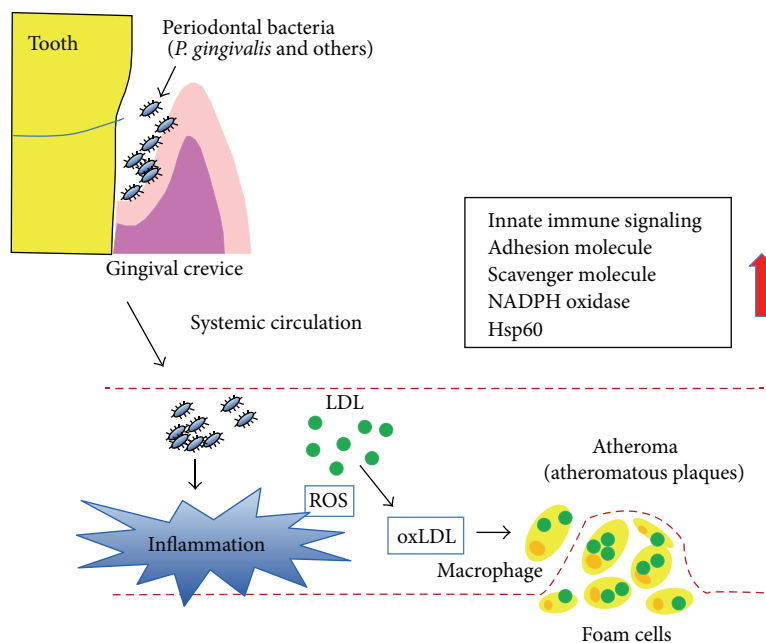 Tooth
Periodontal bacteria
(P. gingivalis and others)
Gingival crevice
Innate immune signaling
Adhesion molecule
Scavenger molecule
NADPH oxidase
Hsp60
Systemic circulation
LDL
Atheroma
(atheromatous plaques)
ROS
Inflammation
oxLDL
Macrophage
Foam cells